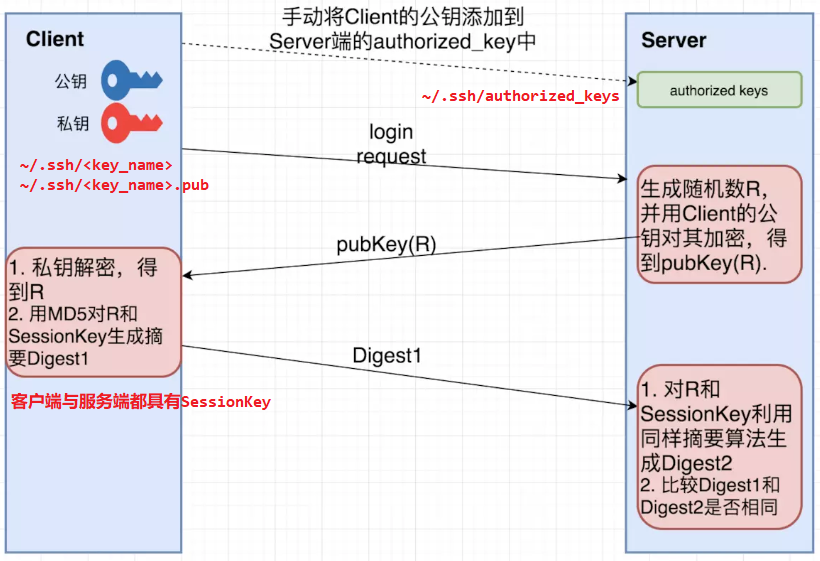 手动将Client的公钥添加到
Server端的authorized_key中
Client
Server
公钥
私钥
~/.ssh/authorized_keys
authorized keys
~/.ssh/<key_name>
~/.ssh/<key_name>.pub
login
request
生成随机数R,
并用Client的公
钥对其加密，得
到pubKey(R).
pubKey(R)
1. 私钥解密，得
到R
2. 用MD5对R和
SessionKey生成摘
要Digest1
Digest1
客户端与服务端都具有SessionKey
1. 对R和
SessionKey利用
同样摘要算法生
成Digest2
2. 比较Digest1和
Digest2是否相同